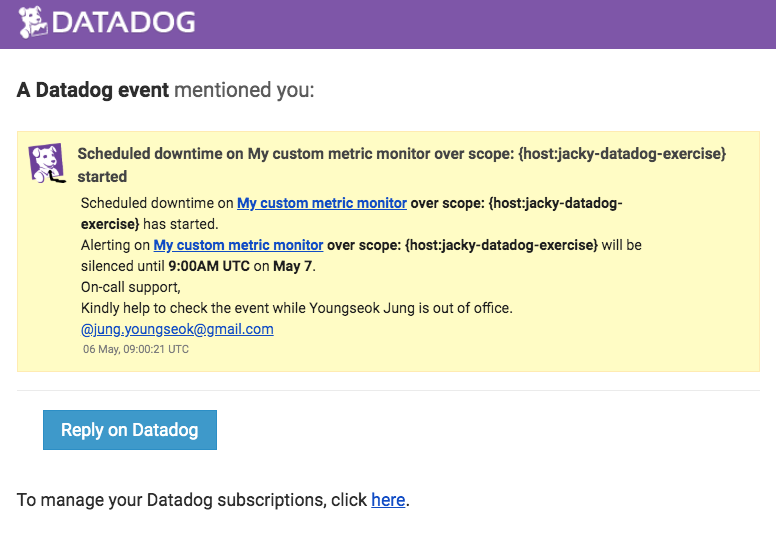 DATADOG
A Datadog event mentioned you:
Scheduled downtime on My custom metric monitor over scope: {host:jacky-datadog-exercise}
started
Scheduled downtime on My custom metric monitor over scope: {host:jacky-datadog-
exercise} has started.
Alerting on My custom metric monitor over scope: {host:jacky-datadog-exercise} will be
silenced until 9:00AM UTC on May 7.
On-call support,
Kindly help to check the event while Youngseok Jung is out of office.
@jung.youngseok@gmail.com
06 May, 09:00:21 UTC
Reply on Datadog
To manage your Datadog subscriptions, click here.